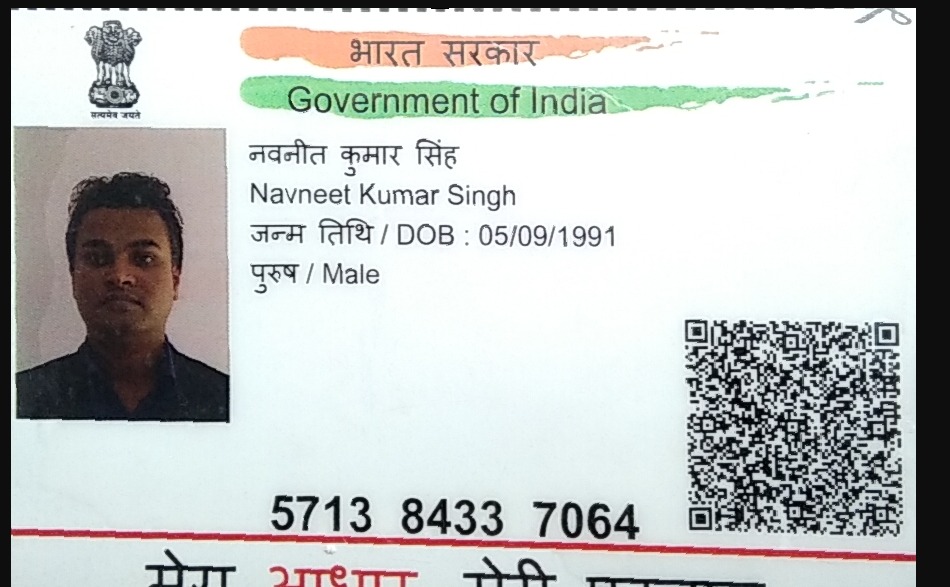 भारत सरकार
Government of India
सत्यमेव जयते
नवनीत कुमार सिंह
Navneet Kumar Singh
जन्म तिथि / DOB : 05/09/1991
पुरुष / Male
5713 8433 7064
मेरा आधार, मेरी